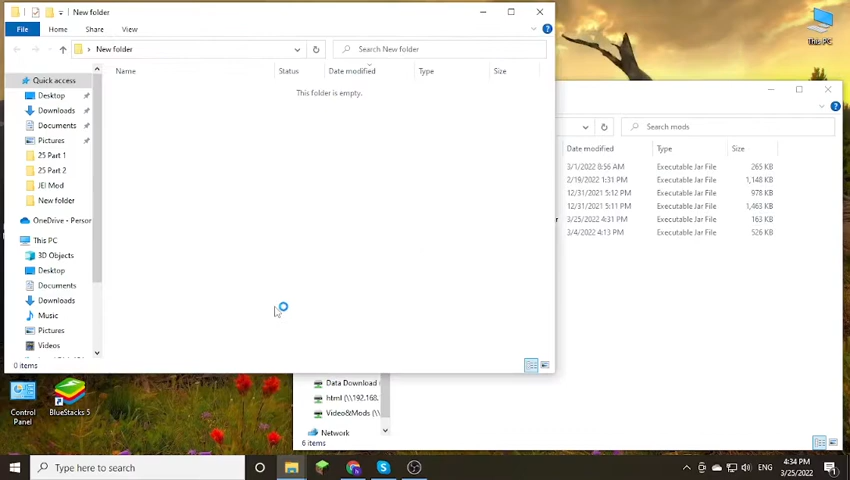 New folder
File Home Share View
New folder
Search New folder
Name Status Date modified Type Size
This folder is empty.
Quick access
Desktop
Downloads
Documents
Pictures
25 Part 1
25 Part 2
JEI Mod
New folder
OneDrive - Person
This PC
3D Objects
Desktop
Documents
Downloads
Music
Pictures
Videos
0 items
This PC
Search mods
Date modified Type Size
3/1/2022 8:56 AM Executable Jar File 265 KB
2/19/2022 1:31 PM Executable Jar File 1,148 KB
12/31/2021 5:12 PM Executable Jar File 978 KB
12/31/2021 5:11 PM Executable Jar File 1,463 KB
3/25/2022 4:31 PM Executable Jar File 163 KB
3/4/2022 4:13 PM Executable Jar File 526 KB
Data Download
html (\\192.168.
Video&Mods (\\
Network
6 items
Control Panel
BlueStacks 5
Type here to search
ENG
4:34 PM
3/25/2022